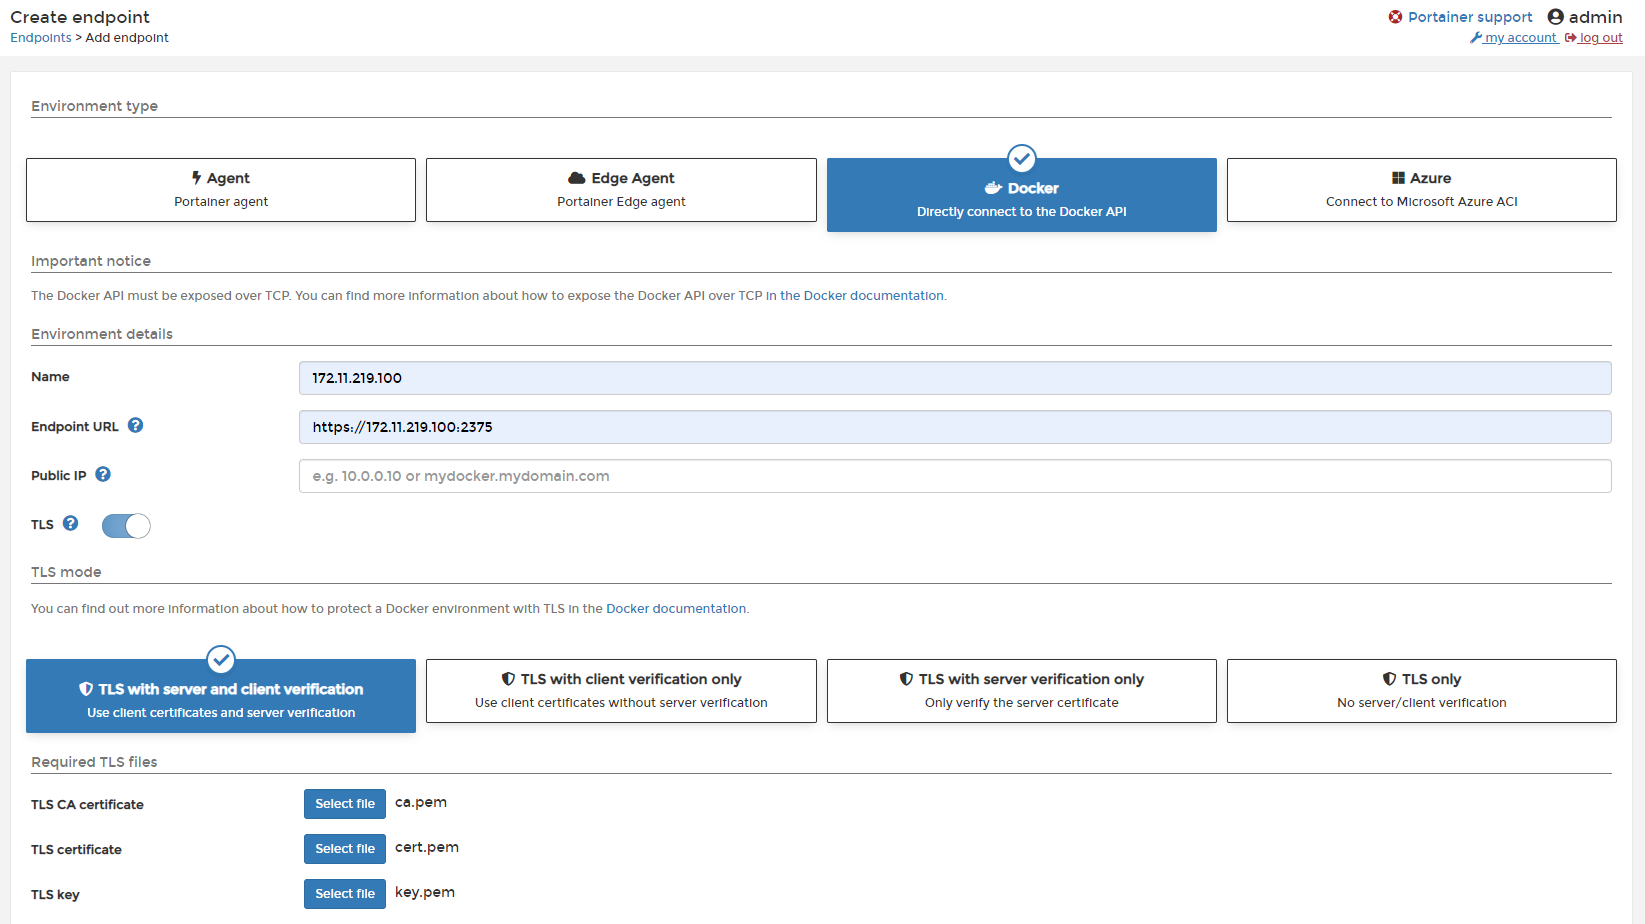 Create endpoint
Portainer support admin
Endpoints > Add endpoint
my account log out
Environment type
Agent
Portainer agent
Edge Agent
Portainer Edge agent
Docker
Directly connect to the Docker API
Azure
Connect to Microsoft Azure ACI
Important notice
The Docker API must be exposed over TCP. You can find more information about how to expose the Docker API over TCP in the Docker documentation.
Environment details
Name 172.11.219.100
Endpoint URL https://172.11.219.100:2375
Public IP e.g. 10.0.0.10 or mydocker.mydomain.com
TLS
TLS mode
You can find out more information about how to protect a Docker environment with TLS in the Docker documentation.
TLS with server and client verification
Use client certificates and server verification
TLS with client verification only
Use client certificates without server verification
TLS with server verification only
Only verify the server certificate
TLS only
No server/client verification
Required TLS files
TLS CA certificate Select file ca.pem
TLS certificate Select file cert.pem
TLS key Select file key.pem